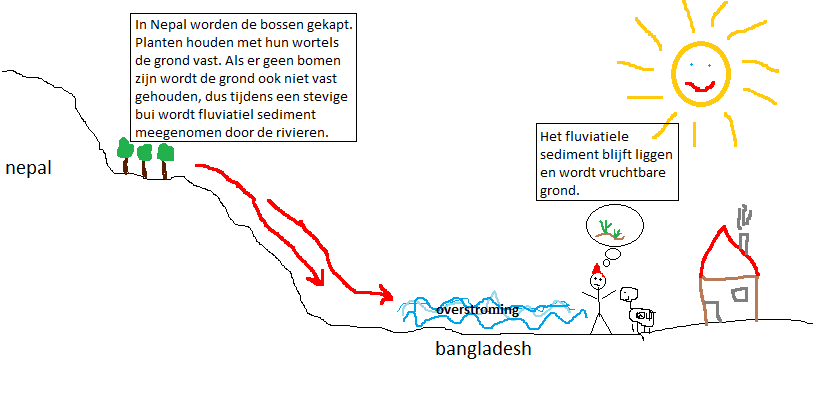 In Nepal worden de bossen gekapt.
Planten houden met hun wortels
de grond vast. Als er geen bomen
zijn wordt de grond ook niet vast
gehouden, dus tijdens een stevige
bui wordt fluviatiel sediment
meegenomen door de rivieren.
nepal
Het fluviatiele
sediment blijft liggen
en wordt vruchtbare
grond.
overstroming
bangladesh